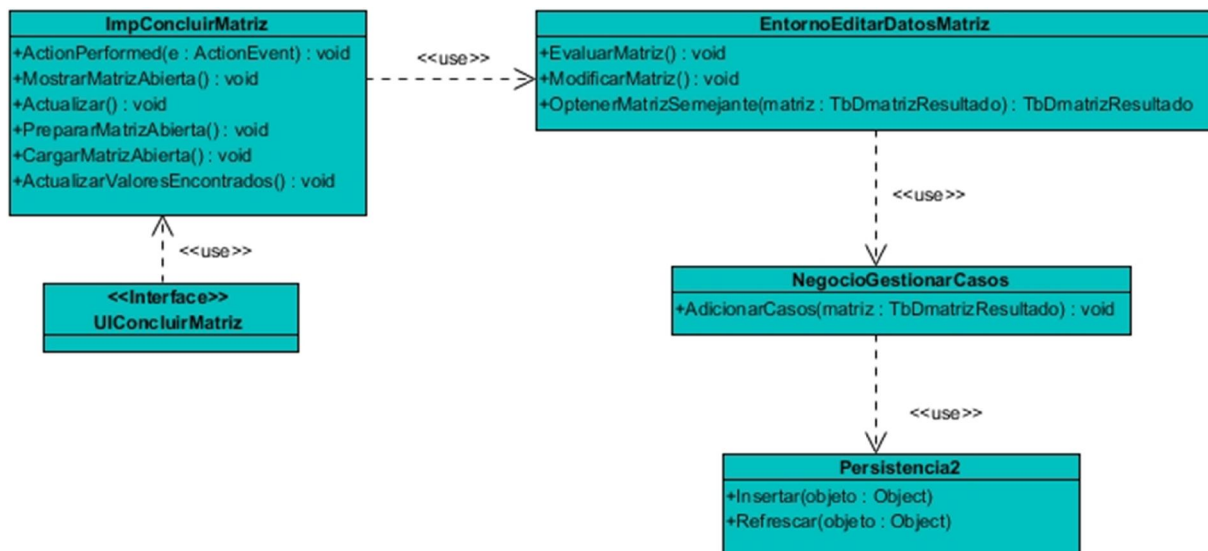 ImpConcluirMatriz
+ActionPerformed(e : ActionEvent) : void
+MostrarMatrizAbierta() : void
+Actualizar() : void
+PrepararMatrizAbierta() : void
+CargarMatrizAbierta() : void
+ActualizarValoresEncontrados() : void
<<use>>
EntornoEditarDatosMatriz
+EvaluarMatriz() : void
+ModificarMatriz() : void
+OptenerMatrizSemejante(matriz : TbDmatrizResultado) : TbDmatrizResultado
<<use>>
<<use>>
<<Interface>>
UIConcluirMatriz
NegocioGestionarCasos
+AdicionarCasos(matriz : TbDmatrizResultado) : void
<<use>>
Persistencia2
+Insertar(objeto : Object)
+Refrescar(objeto : Object)